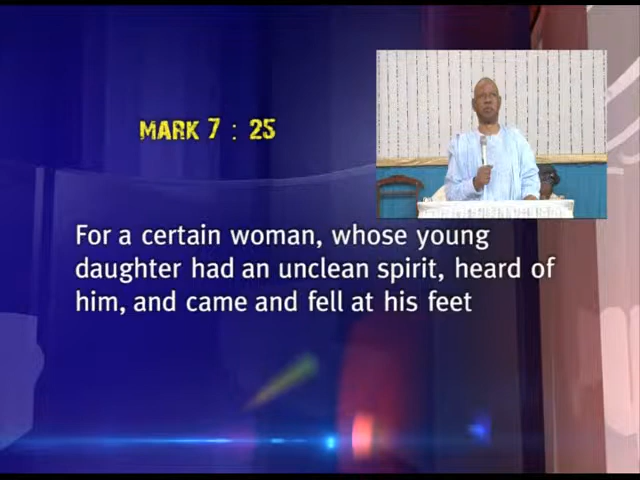 MARK 7 : 25
For a certain woman, whose young
daughter had an unclean spirit, heard of
him, and came and fell at his feet